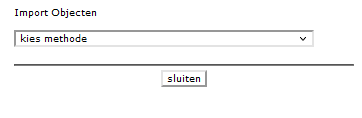 Import Objecten
kies methode
sluiten